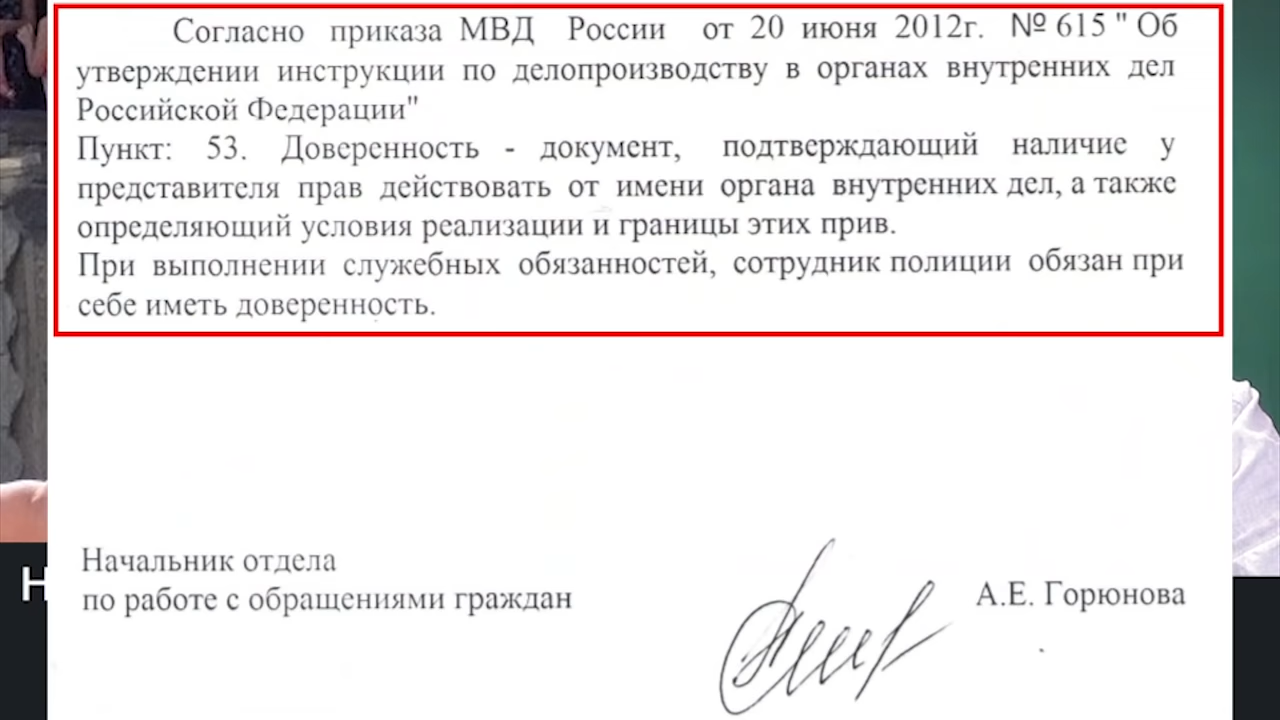 Согласно приказа МВД России от 20 июня 2012г. № 615 " Об
утверждении инструкции по делопроизводству в органах внутренних дел
Российской Федерации"
Пункт: 53. Доверенность - документ, подтверждающий наличие у
представителя прав действовать от имени органа внутренних дел, а также
определяющий условия реализации и границы этих прив.
При выполнении служебных обязанностей, сотрудник полиции обязан при
себе иметь доверенность.
Н
Начальник отдела
по работе с обращениями граждан
А.Е. Горюнова